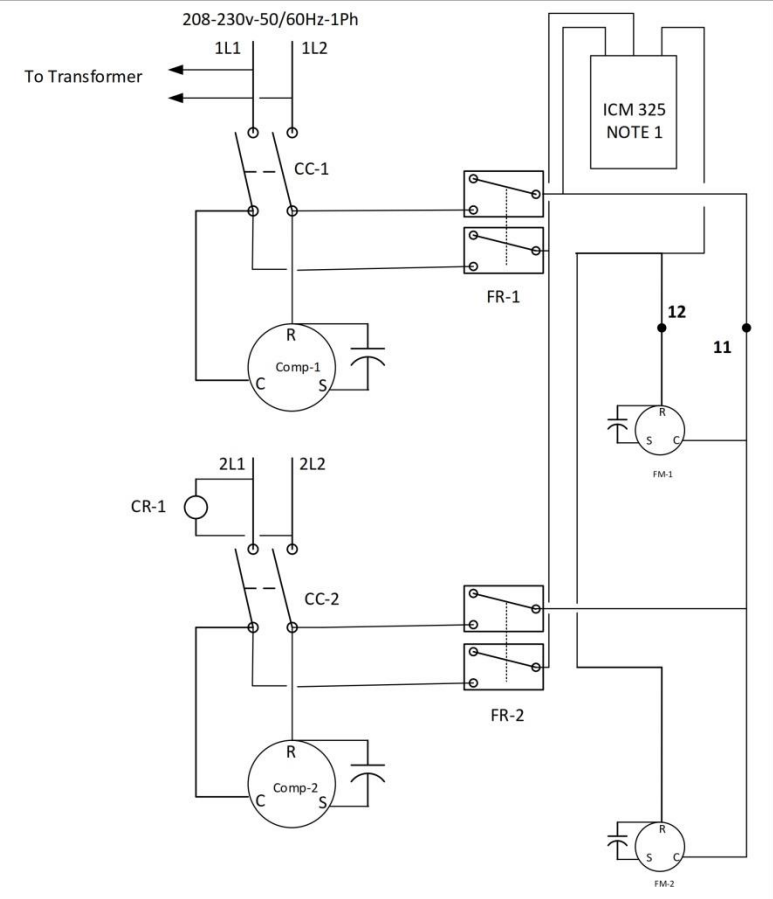 208-230v-50/60Hz-1Ph
1L1
1L2
To Transformer
ICM 325
NOTE 1
CC-1
FR-1
12
11
R
Comp-1
C
S
R
S
C
FM-1
2L1
2L2
CR-1
CC-2
FR-2
R
Comp-2
C
S
R
S
C
FM-2